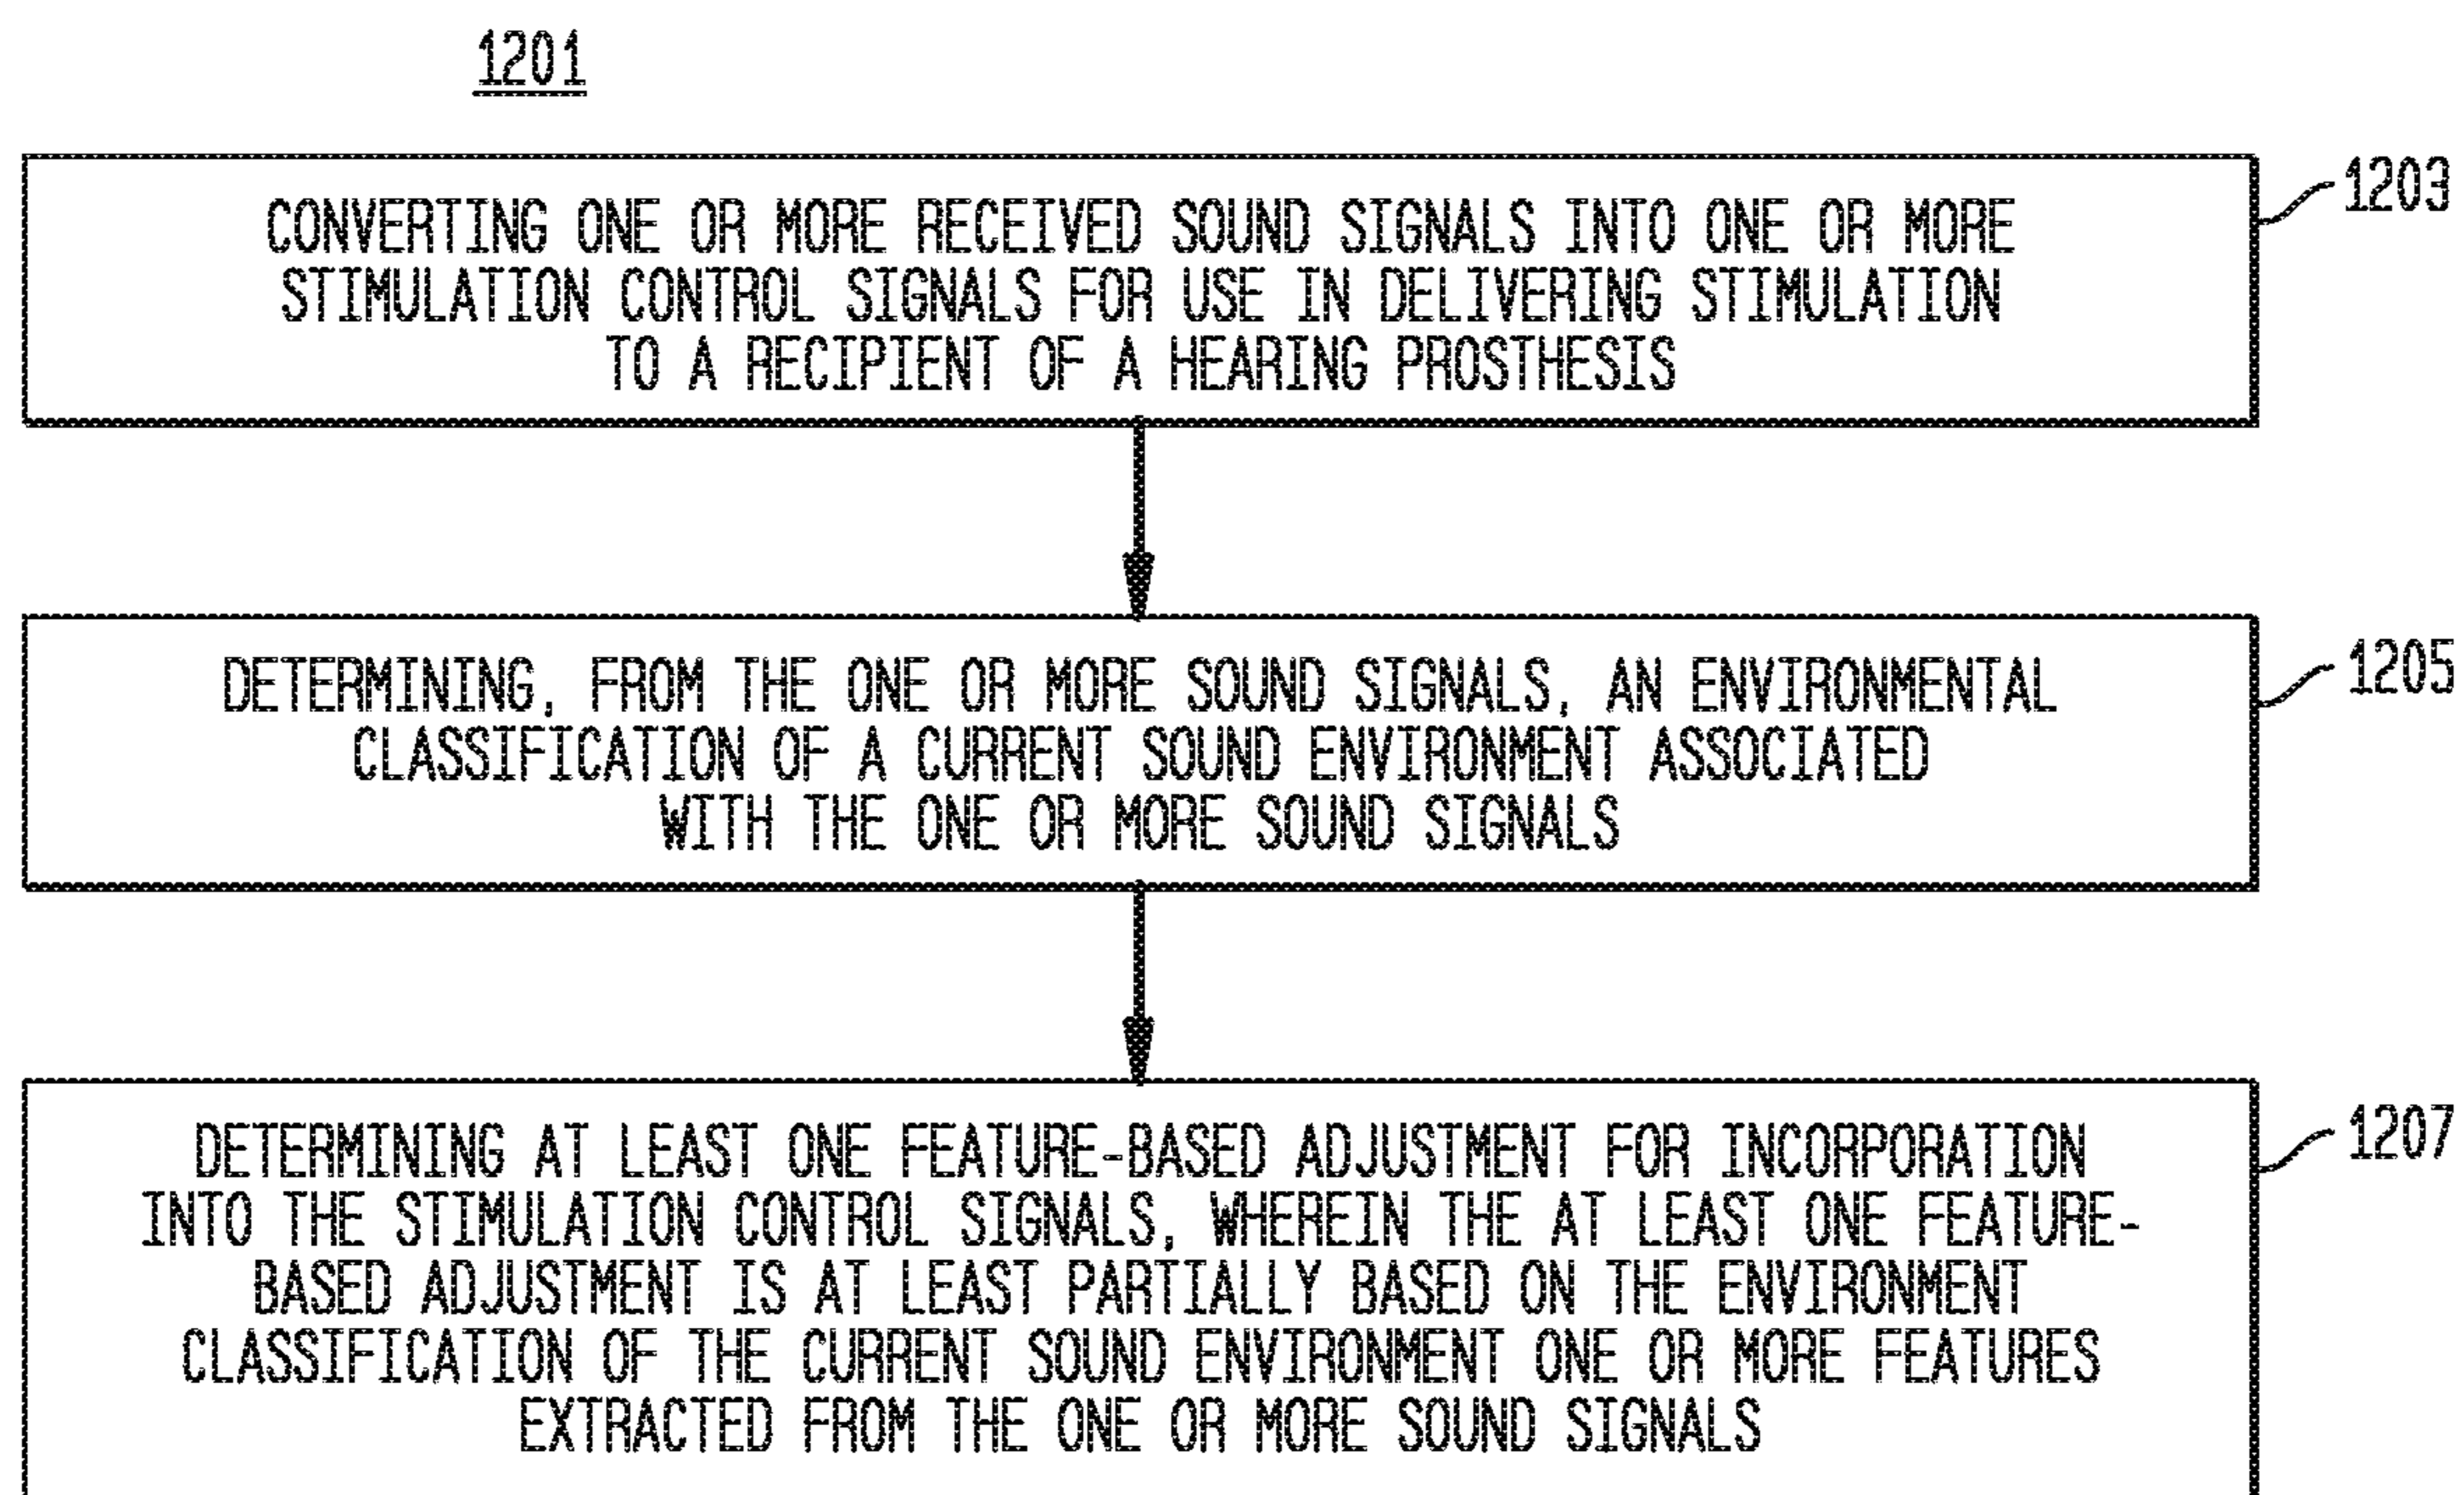 1201
CONVERTING ONE OR MORE RECEIVED SOUND SIGNALS INTO ONE OR MORE
STIMULATION CONTROL SIGNALS FOR USE IN DELIVERING STIMULATION
TO A RECIPIENT OF A HEARING PROSTHESIS
1203
DETERMINING, FROM THE ONE OR MORE SOUND SIGNALS, AN ENVIRONMENTAL
CLASSIFICATION OF A CURRENT SOUND ENVIRONMENT ASSOCIATED
WITH THE ONE OR MORE SOUND SIGNALS
1205
DETERMINING AT LEAST ONE FEATURE-BASED ADJUSTMENT FOR INCORPORATION
INTO THE STIMULATION CONTROL SIGNALS, WHEREIN THE AT LEAST ONE FEATURE-
BASED ADJUSTMENT IS AT LEAST PARTIALLY BASED ON THE ENVIRONMENT
CLASSIFICATION OF THE CURRENT SOUND ENVIRONMENT ONE OR MORE FEATURES
EXTRACTED FROM THE ONE OR MORE SOUND SIGNALS
1207